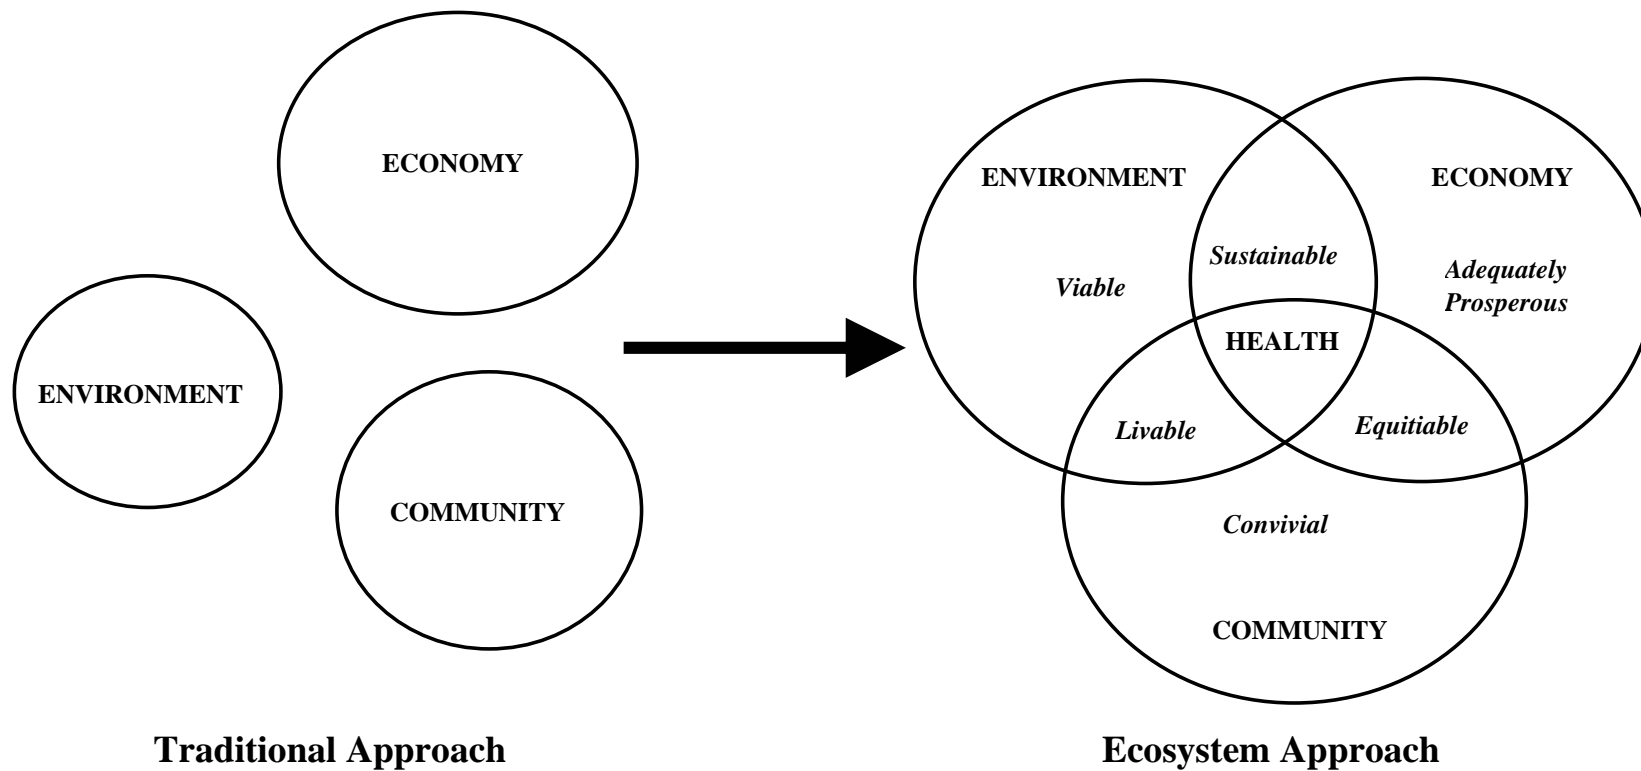 ECONOMY
ENVIRONMENT
COMMUNITY
Traditional Approach
ENVIRONMENT
ECONOMY
Sustainable
Viable
Adequately
Prosperous
HEALTH
Livable
Equitiable
Convivial
COMMUNITY
Ecosystem Approach